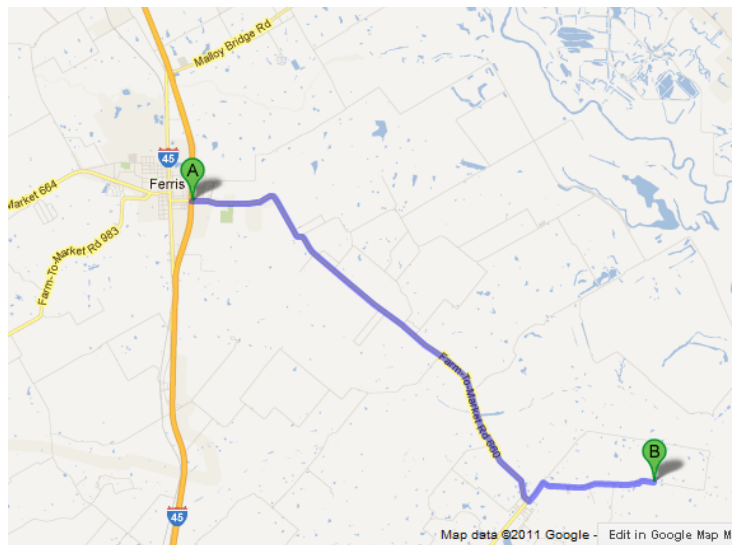 Malloy Bridge Rd
45
A
Ferris
Market 664
Farm-To-Market Rd 983
Farm-To-Market Rd 660
B
45
Map data ©2011 Google - Edit in Google Map M